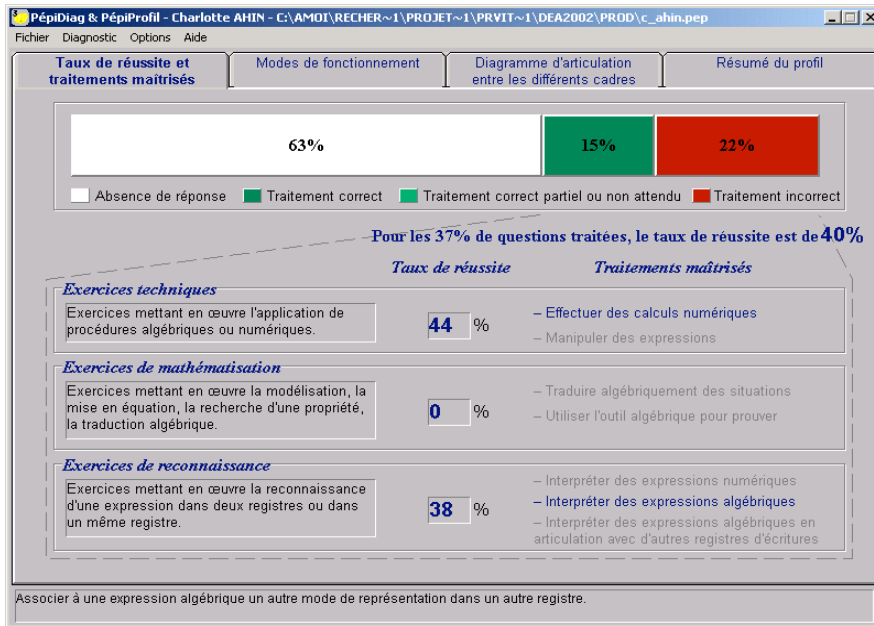 PépiDiag & PépiProfil - Charlotte AHIN - C:\AMOI\RECHER~1\PROJET~1\PRVIT~1\DEA2002\PROD\c_ahin.pep
Fichier Diagnostic Options Aide
Taux de réussite et
traitements maîtrisés
Modes de fonctionnement
Diagramme d'articulation
entre les différents cadres
Résumé du profil
63%
15%
22%
Absence de réponse
Traitement correct
Traitement correct partiel ou non attendu
Traitement incorrect
Pour les 37% de questions traitées, le taux de réussite est de 40%
Taux de réussite
Traitements maîtrisés
Exercices techniques
Exercices mettant en œuvre l'application de
procédures algébriques ou numériques.
44 %
– Effectuer des calculs numériques
– Manipuler des expressions
Exercices de mathématisation
Exercices mettant en œuvre la modélisation, la
mise en équation, la recherche d'une propriété,
la traduction algébrique.
0 %
– Traduire algébriquement des situations
– Utiliser l'outil algébrique pour prouver
Exercices de reconnaissance
Exercices mettant en œuvre la reconnaissance
d'une expression dans deux registres ou dans
un même registre.
38 %
– Interpréter des expressions numériques
– Interpréter des expressions algébriques
– Interpréter des expressions algébriques en
articulation avec d'autres registres d'écritures
Associer à une expression algébrique un autre mode de représentation dans un autre registre.